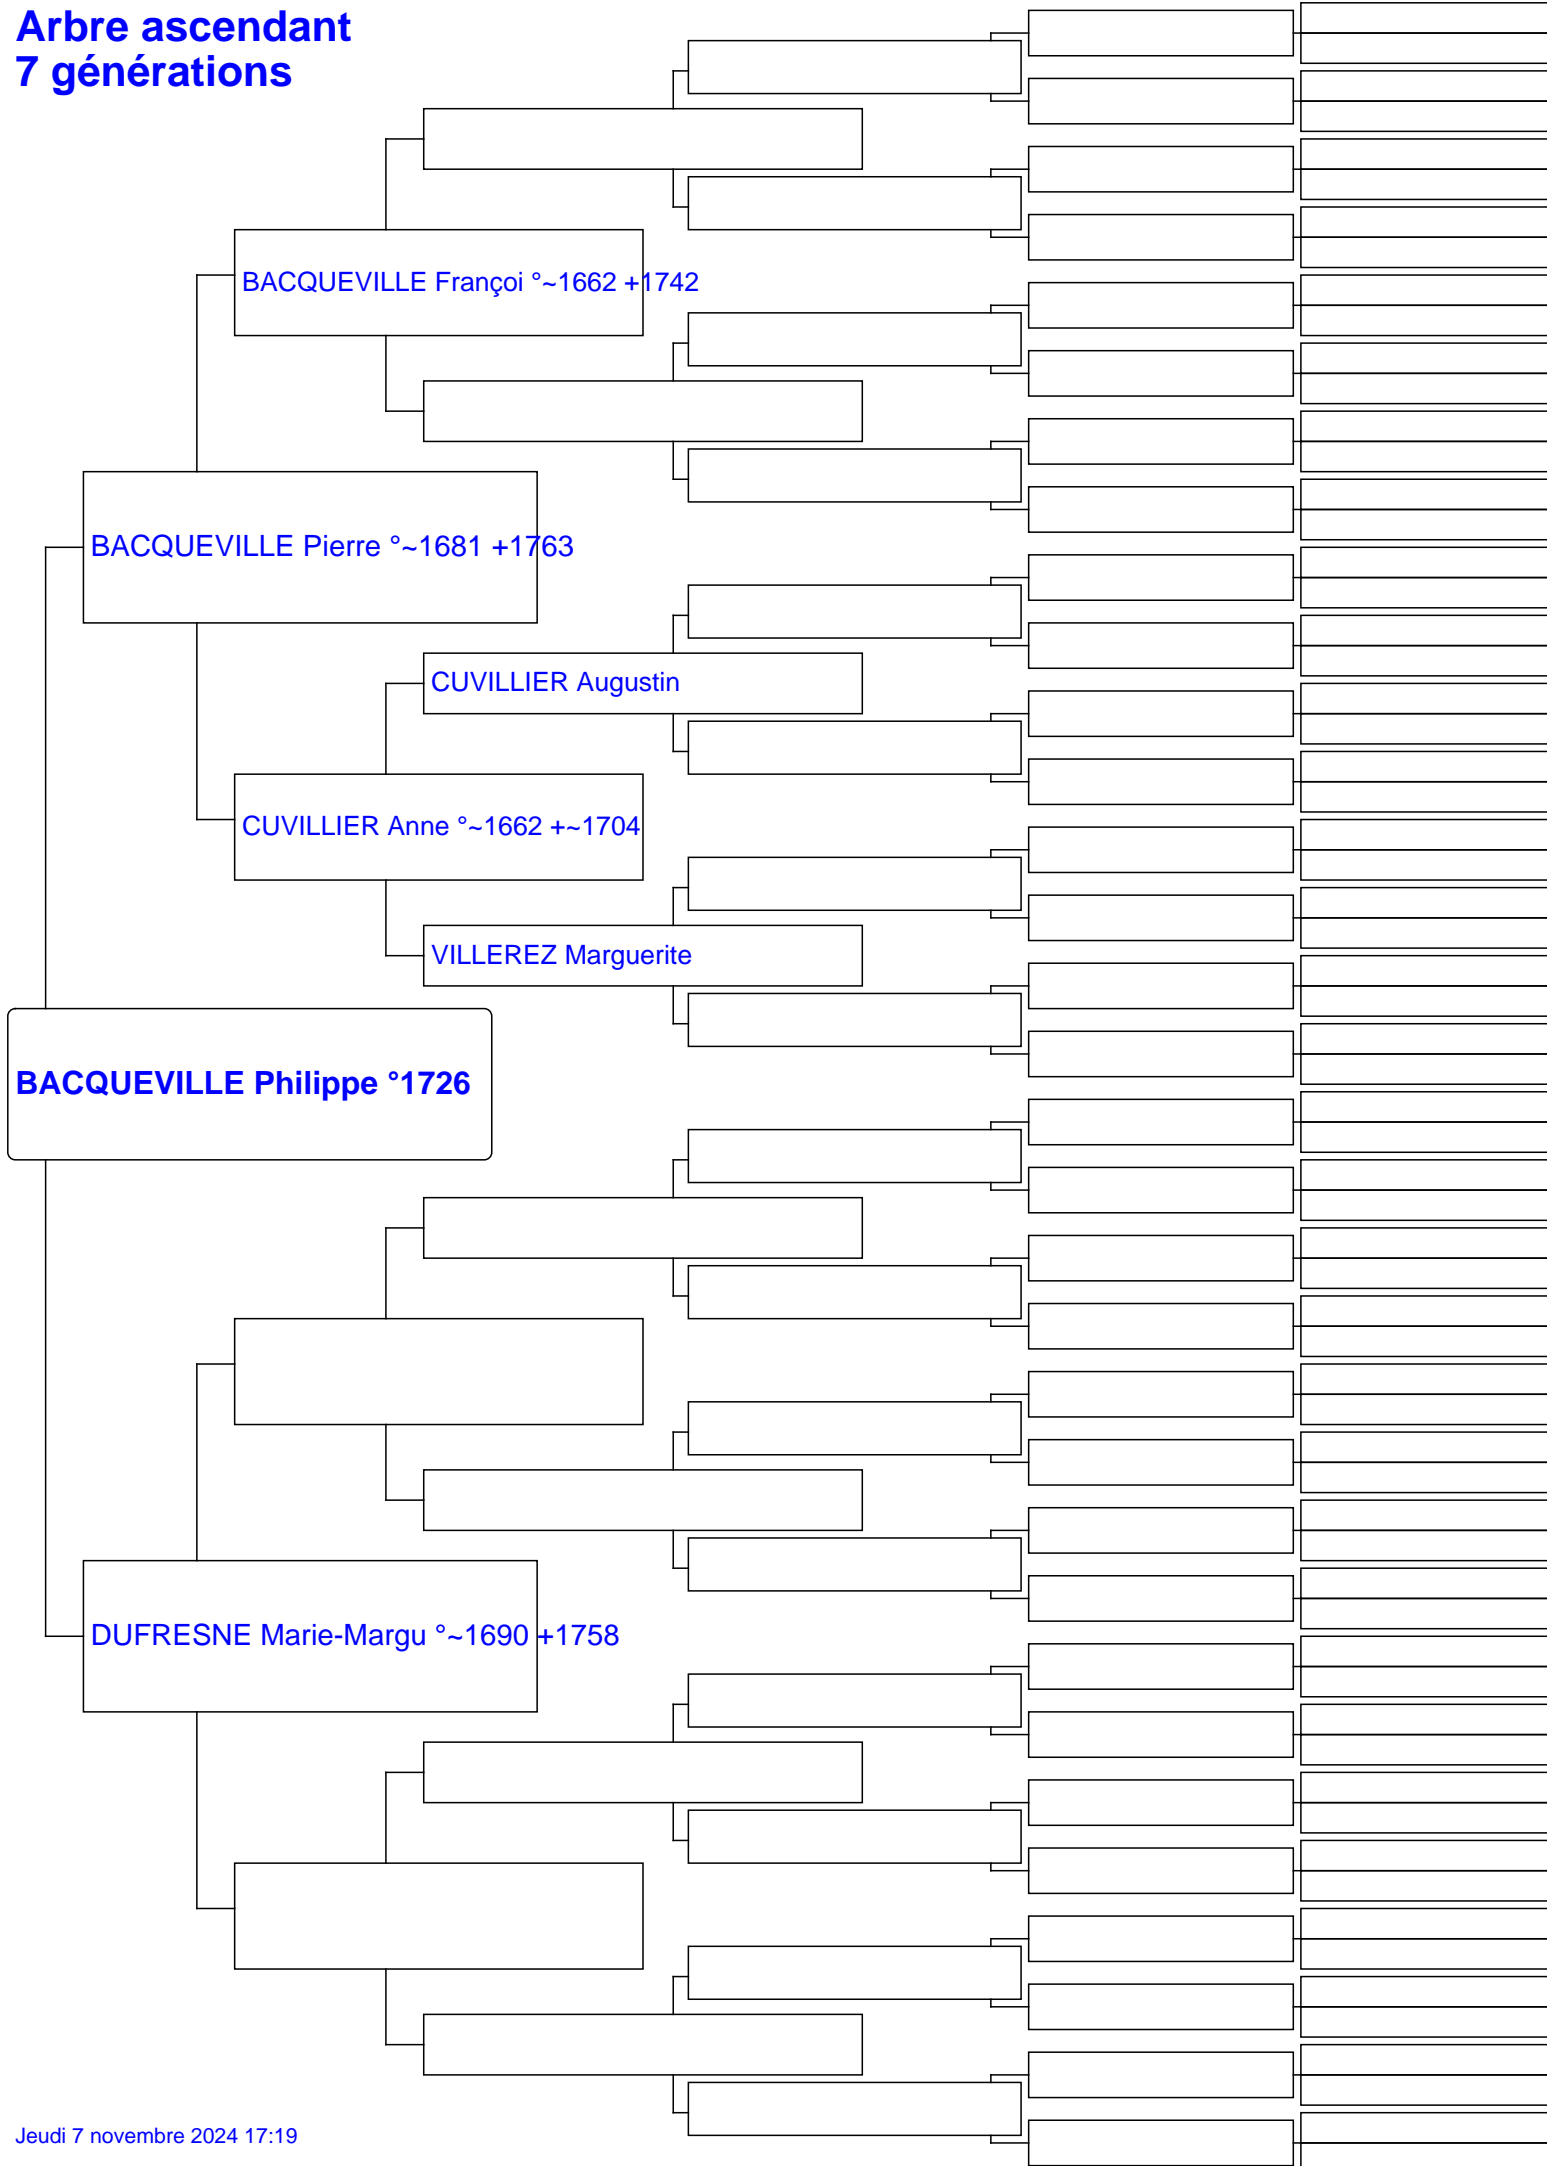 Arbre ascendant
7 générations
BACQUEVILLE Françoi °~1662 +1742
BACQUEVILLE Pierre °~1681 +1763
CUVILLIER Augustin
CUVILLIER Anne °~1662 +~1704
VILLEREZ Marguerite
BACQUEVILLE Philippe °1726
DUFRESNE Marie-Margu °~1690 +1758
Jeudi 7 novembre 2024 17:19